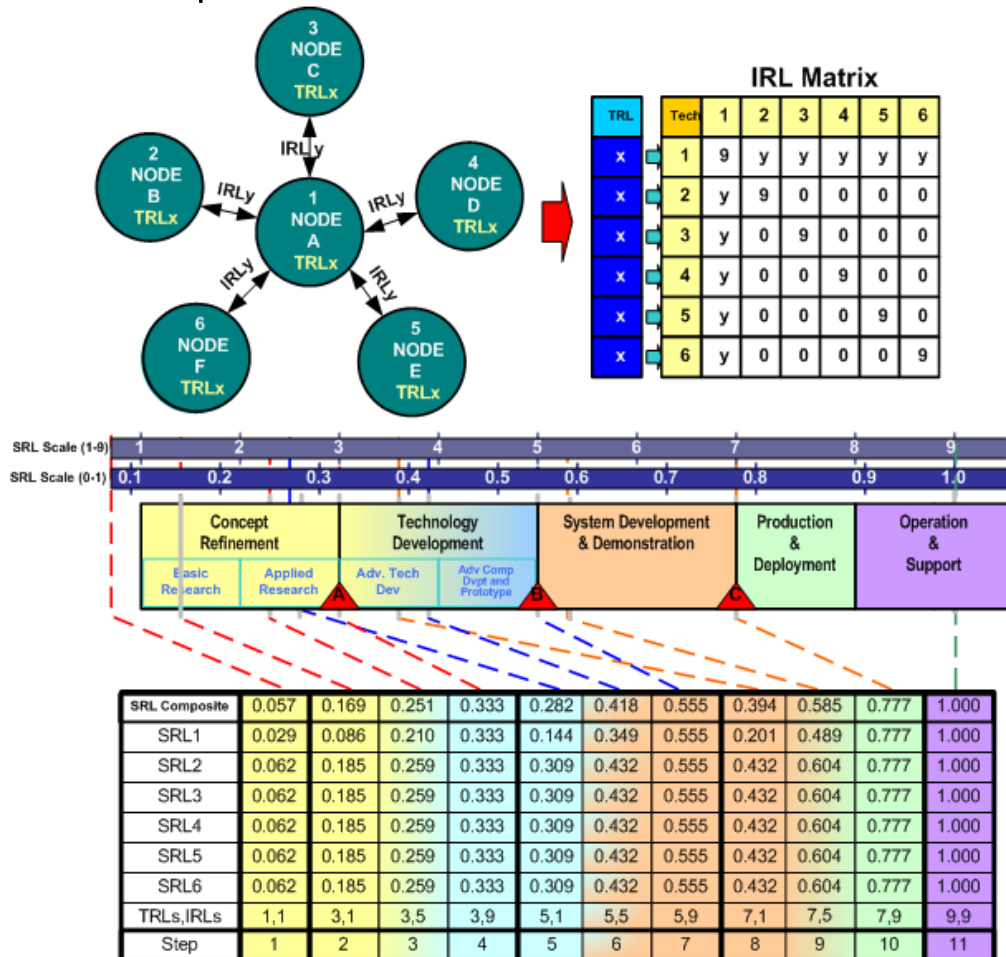 3
NODE
C
TRLx
IRLy
2
NODE
B
TRLx
IRLy
1
NODE
A
TRLx
IRLy
4
NODE
D
TRLx
IRLy
6
NODE
F
TRLx
IRLy
5
NODE
E
TRLx
IRL Matrix
TRL Tech 1 2 3 4 5 6
x 1 9 y y y y y
x 2 y 9 0 0 0 0
x 3 y 0 9 0 0 0
x 4 y 0 0 9 0 0
x 5 y 0 0 0 9 0
x 6 y 0 0 0 0 9
SRL Scale (1-9) 1 2 3 4 5 6 7 8 9
SRL Scale (0-1) 0.1 0.2 0.3 0.4 0.5 0.6 0.7 0.8 0.9 1.0
Concept
Refinement
Basic
Research
Applied
Research
A
Technology
Development
Adv. Tech
Dev
Adv Comp
Dvpt and
Prototype
B
System Development
& Demonstration
C
Production
&
Deployment
Operation
&
Support
SRL Composite 0.057 0.169 0.251 0.333 0.282 0.418 0.555 0.394 0.585 0.777 1.000
SRL1 0.029 0.086 0.210 0.333 0.144 0.349 0.555 0.201 0.489 0.777 1.000
SRL2 0.062 0.185 0.259 0.333 0.309 0.432 0.555 0.432 0.604 0.777 1.000
SRL3 0.062 0.185 0.259 0.333 0.309 0.432 0.555 0.432 0.604 0.777 1.000
SRL4 0.062 0.185 0.259 0.333 0.309 0.432 0.555 0.432 0.604 0.777 1.000
SRL5 0.062 0.185 0.259 0.333 0.309 0.432 0.555 0.432 0.604 0.777 1.000
SRL6 0.062 0.185 0.259 0.333 0.309 0.432 0.555 0.432 0.604 0.777 1.000
TRLs,IRLs 1,1 3,1 3,5 3,9 5,1 5,5 5,9 7,1 7,5 7,9 9,9
Step 1 2 3 4 5 6 7 8 9 10 11